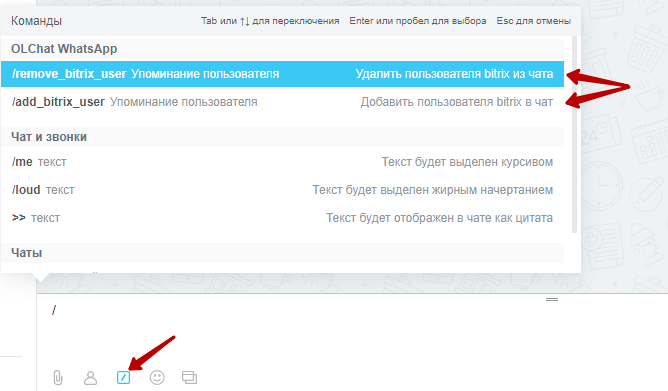 Команды Tab или ↑↓ для переключения Enter или пробел для выбора Esc для отмены
OLChat WhatsApp
/remove_bitrix_user Упоминание пользователя Удалить пользователя bitrix из чата
/add_bitrix_user Упоминание пользователя Добавить пользователя bitrix в чат
Чат и звонки
/me текст Текст будет выделен курсивом
/loud текст Текст будет выделен жирным начертанием
>> текст Текст будет отображен в чате как цитата
Чаты
/